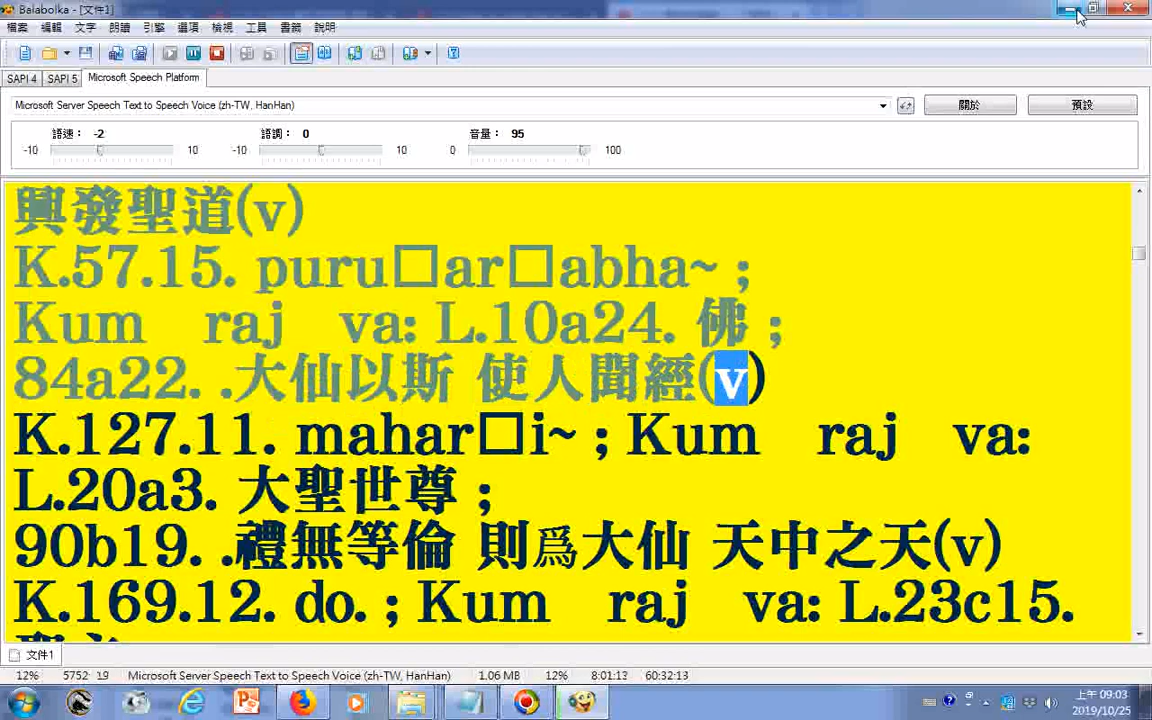 Balabolka - [文件1]
檔案 編輯 文字 朗讀 引擎 選項 檢視 工具 書籤 說明
SAPI 4 SAPI 5 Microsoft Speech Platform
Microsoft Server Speech Text to Speech Voice (zh-TW, HanHan) 關於 預設
語速： -2 語調： 0 音量： 95
-10 10 -10 10 0 100
興發聖道(v)
K.57.15. puru□ar□abha~ ;
Kum raj va: L.10a24. 佛 ;
84a22. .大仙以斯 使人聞經(v)
K.127.11. mahar□i~ ; Kum raj va:
L.20a3. 大聖世尊 ;
90b19. .禮無等倫 則爲大仙 天中之天(v)
K.169.12. do. ; Kum raj va: L.23c15.
文件1
12% 5752: 19 Microsoft Server Speech Text to Speech Voice (zh-TW, HanHan) 1.06 MB 12% 8:01:13 60:32:13
上午 09:03
2019/10/25